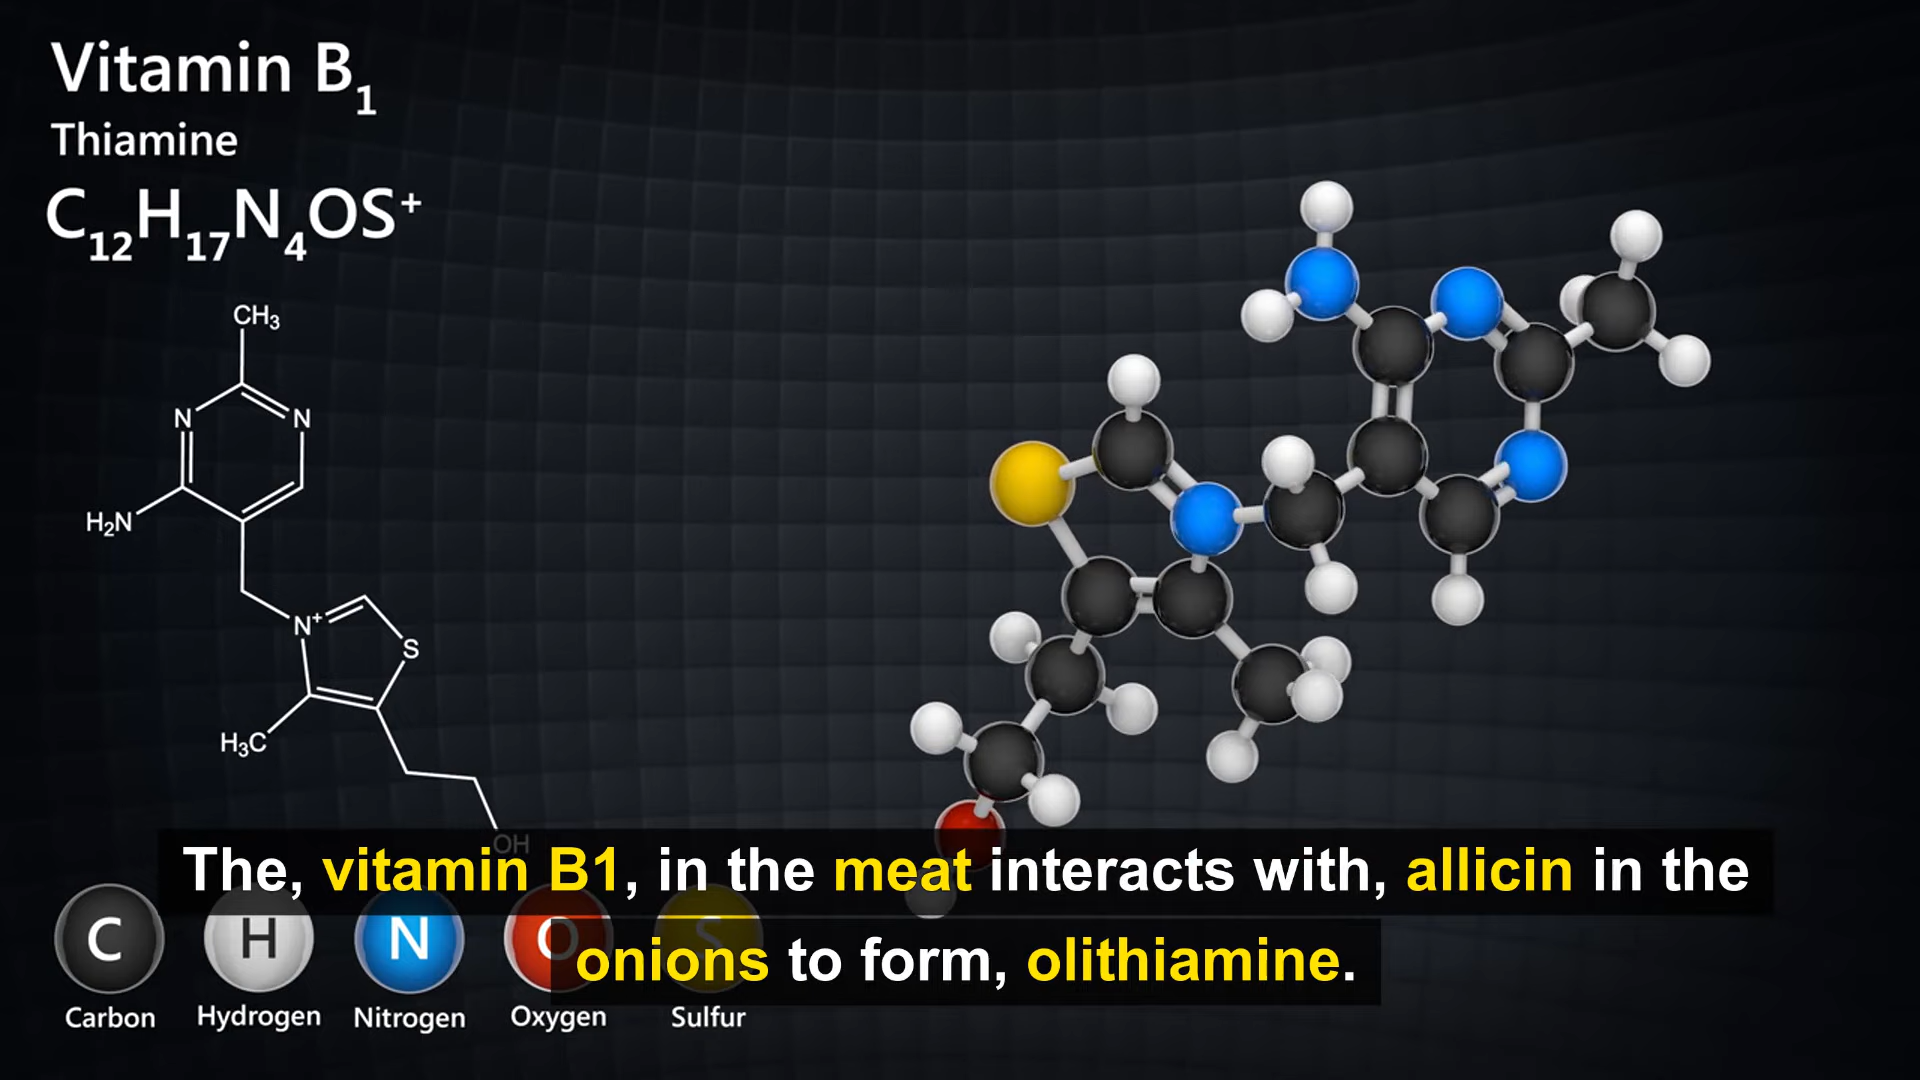 Vitamin B₁
Thiamine
C₁₂H₁₇N₄OS⁺
CH₃
N N
H₂N
N⁺
S
H₃C
OH
The, vitamin B1, in the meat interacts with, allicin in the
onions to form, olithiamine.
C H N O S
Carbon Hydrogen Nitrogen Oxygen Sulfur